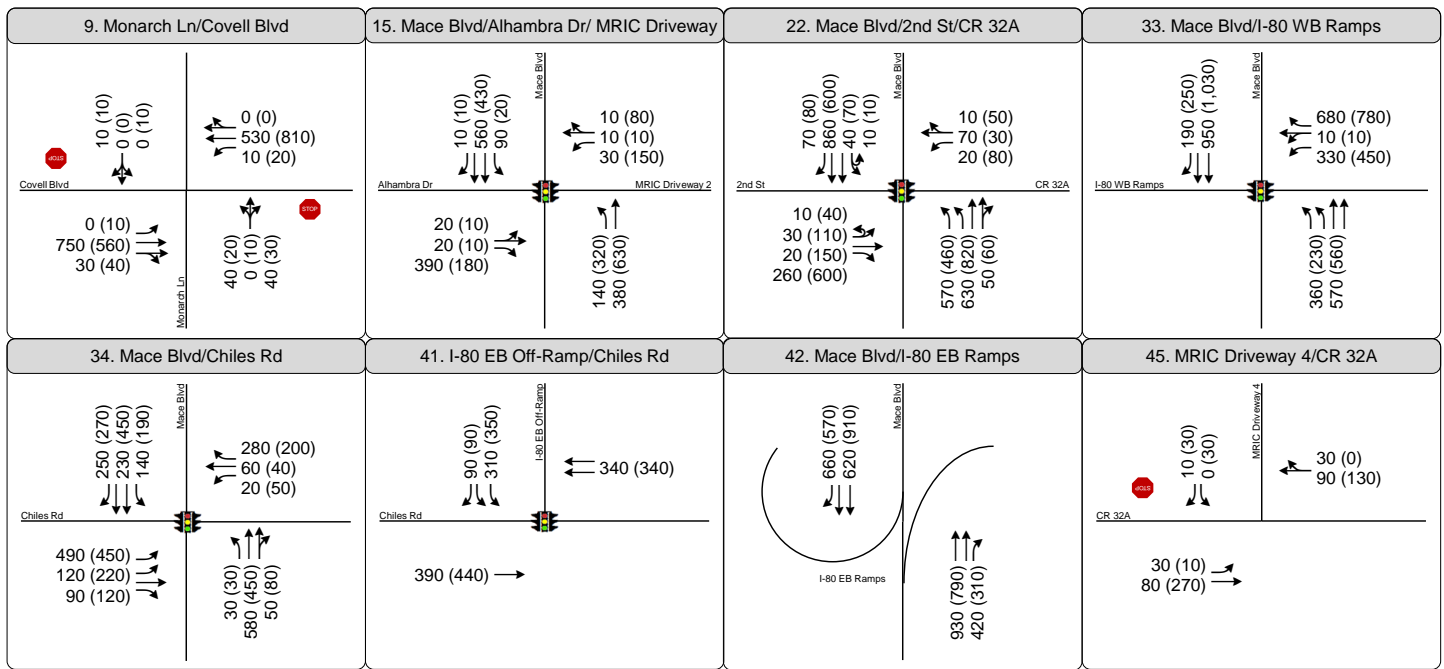 9. Monarch Ln/Covell Blvd
10 (10)
0 (0)
0 (10)
0 (0)
530 (810)
10 (20)
STOP
Covell Blvd
STOP
0 (10)
750 (560)
30 (40)
40 (20)
0 (10)
40 (30)
Monarch Ln
15. Mace Blvd/Alhambra Dr/ MRIC Driveway
Mace Blvd
10 (10)
560 (430)
90 (20)
10 (80)
10 (10)
30 (150)
Alhambra Dr
MRIC Driveway 2
20 (10)
20 (10)
390 (180)
140 (320)
380 (630)
22. Mace Blvd/2nd St/CR 32A
Mace Blvd
70 (80)
860 (600)
40 (70)
10 (10)
10 (50)
70 (30)
20 (80)
2nd St
CR 32A
10 (40)
30 (110)
20 (150)
260 (600)
570 (460)
630 (820)
50 (60)
33. Mace Blvd/I-80 WB Ramps
Mace Blvd
190 (250)
950 (1,030)
680 (780)
10 (10)
330 (450)
I-80 WB Ramps
360 (230)
570 (560)
34. Mace Blvd/Chiles Rd
Mace Blvd
250 (270)
230 (450)
140 (190)
280 (200)
60 (40)
20 (50)
Chiles Rd
490 (450)
120 (220)
90 (120)
30 (30)
580 (450)
50 (80)
41. I-80 EB Off-Ramp/Chiles Rd
I-80 EB Off-Ramp
90 (90)
310 (350)
340 (340)
Chiles Rd
390 (440)
42. Mace Blvd/I-80 EB Ramps
Mace Blvd
660 (570)
620 (910)
I-80 EB Ramps
930 (790)
420 (310)
45. MRIC Driveway 4/CR 32A
MRIC Driveway 4
10 (30)
0 (30)
30 (0)
90 (130)
STOP
CR 32A
30 (10)
80 (270)